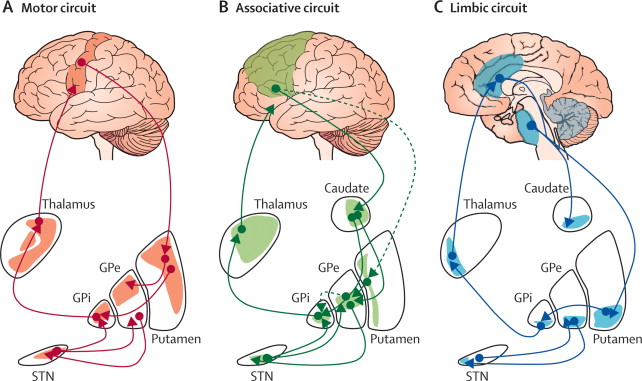 A Motor circuit
B Associative circuit
C Limbic circuit
Thalamus
GPe
GPi
Putamen
STN
Thalamus
Caudate
GPe
GPi
Putamen
STN
Caudate
Thalamus
GPe
GPi
Putamen
STN